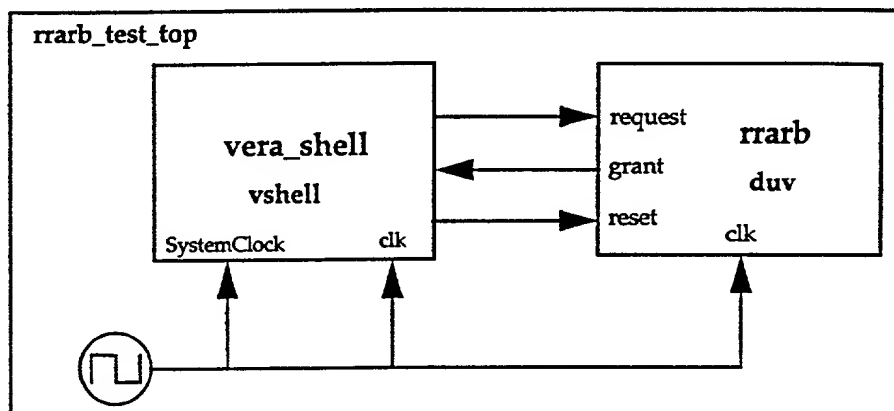 rrarb_test_top
vera_shell
vshell
SystemClock
clk
request
grant
reset
rrarb
duv
clk